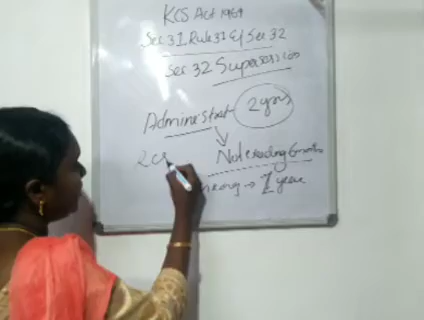 KCS Act 1969
Sec 31 Rule 37 & Sec 32
Sec 32 Supersession
Administrat 2 yrs
Not exceeding 6 months
→ 1 year